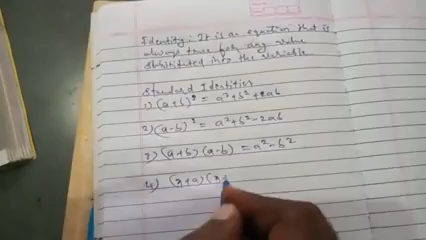 Identity: It is an equation that is
always true for any value
substituted into the variable.
Standard Identities
1) (a+b)² = a²+b²+2ab
2) (a-b)² = a²+b²-2ab
3) (a+b) (a-b) = a²-b²
4) (x+a) (x